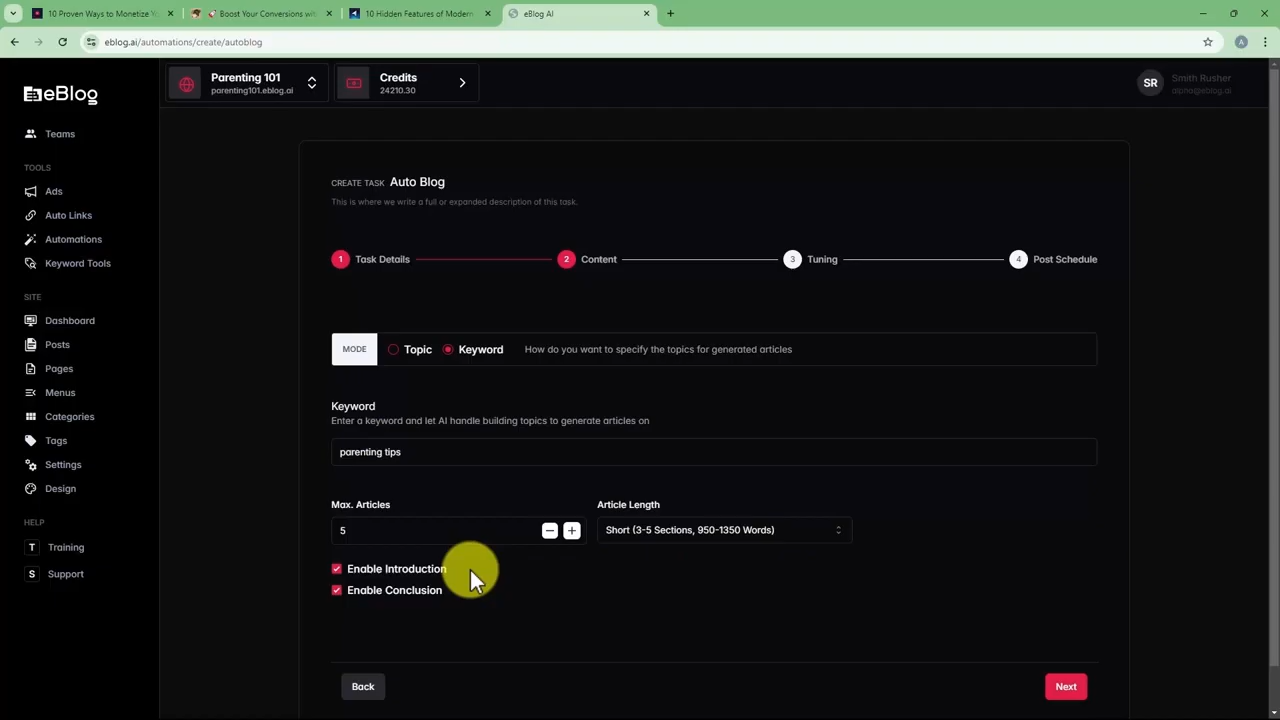 10 Proven Ways to Monetize Y
Boost Your Conversions wit
10 Hidden Features of Modern
eBlog AI
eblog.ai/automations/create/autoblog
A
eBlog
Parenting 101
parenting101.eblog.ai
Credits
24210.30
SR
Smith Rusher
alpha@eblog.ai
Teams
TOOLS
Ads
Auto Links
Automations
Keyword Tools
SITE
Dashboard
Posts
Pages
Menus
Categories
Tags
Settings
Design
HELP
T Training
S Support
CREATE TASK Auto Blog
This is where we write a full or expanded description of this task.
1 Task Details
2 Content
3 Tuning
4 Post Schedule
MODE Topic Keyword How do you want to specify the topics for generated articles
Keyword
Enter a keyword and let AI handle building topics to generate articles on
parenting tips
Max. Articles
5
Article Length
Short (3-5 Sections, 950-1350 Words)
Enable Introduction
Enable Conclusion
Back
Next